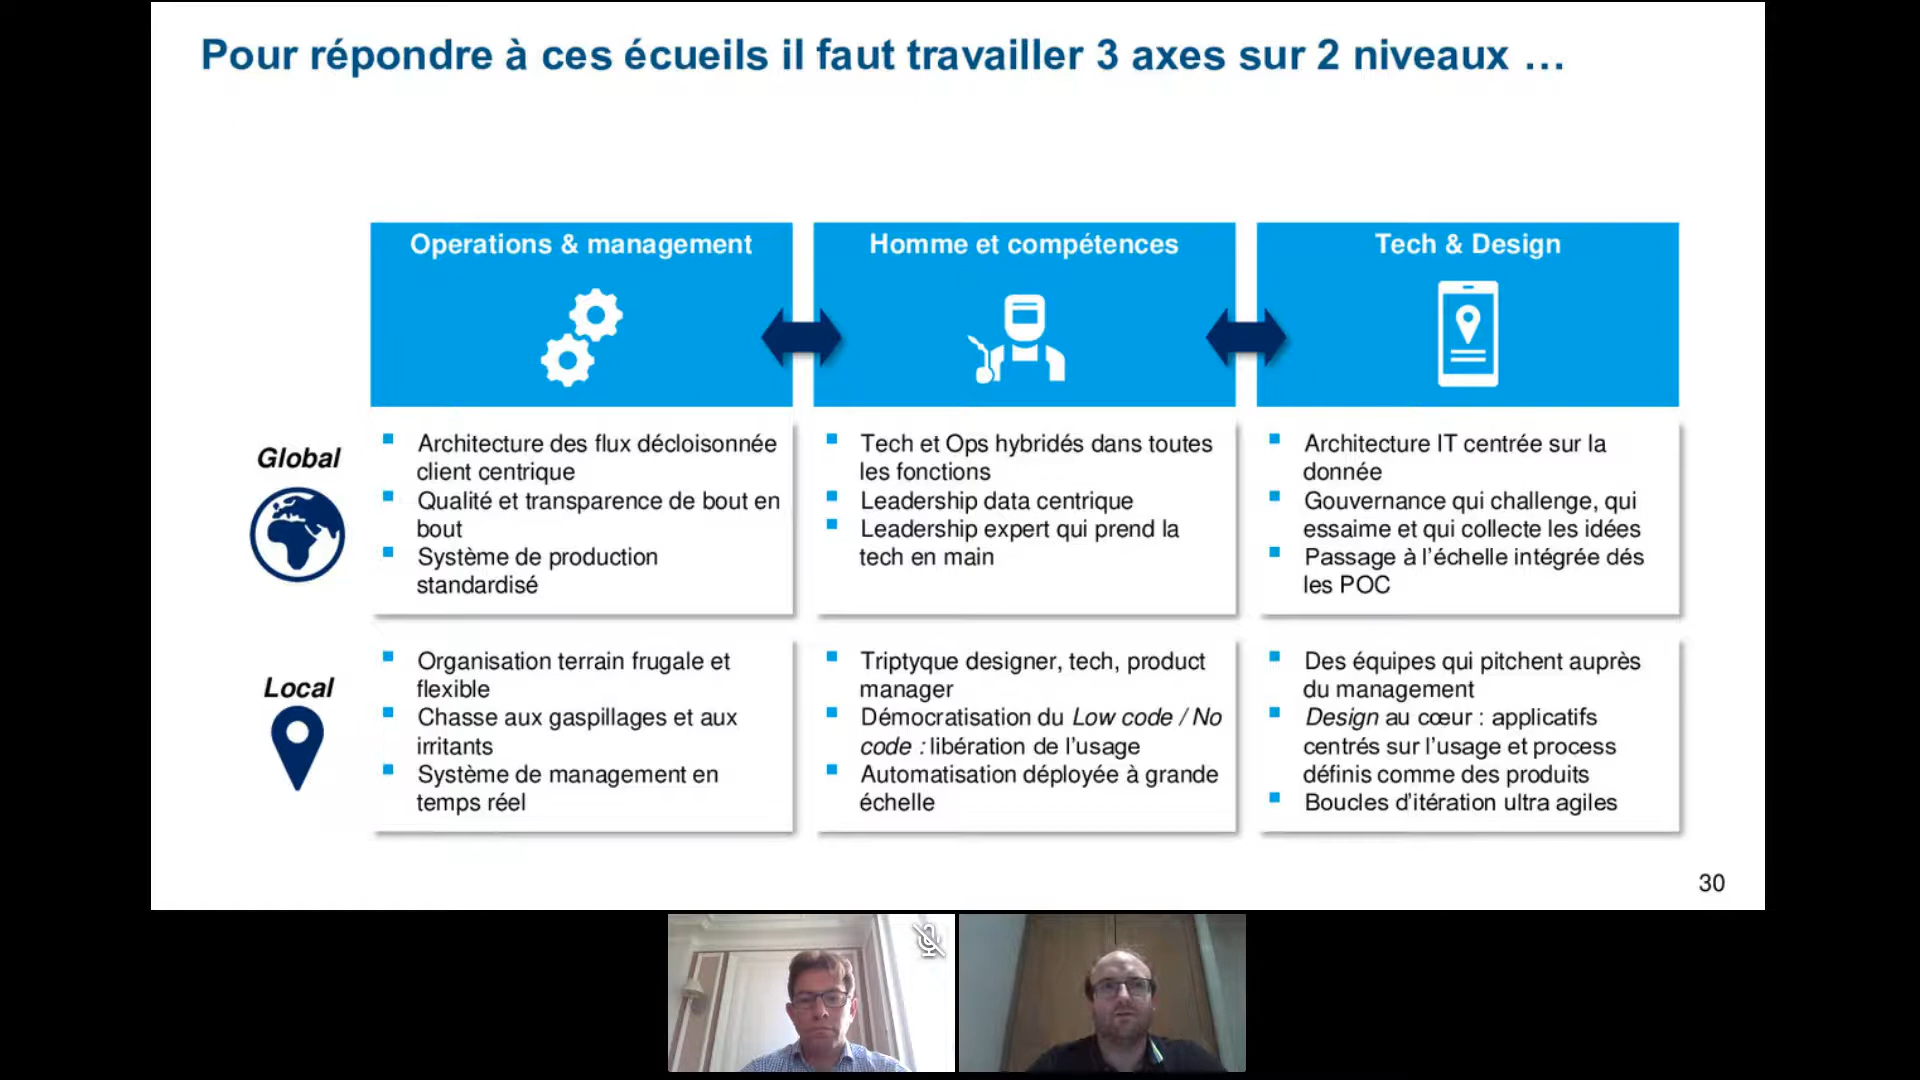 Pour répondre à ces écueils il faut travailler 3 axes sur 2 niveaux …
Operations & management
Homme et compétences
Tech & Design
Global
Architecture des flux décloisonnée
client centrique
Qualité et transparence de bout en
bout
Système de production
standardisé
Tech et Ops hybridés dans toutes
les fonctions
Leadership data centrique
Leadership expert qui prend la
tech en main
Architecture IT centrée sur la
donnée
Gouvernance qui challenge, qui
essaime et qui collecte les idées
Passage à l’échelle intégrée dés
les POC
Local
Organisation terrain frugale et
flexible
Chasse aux gaspillages et aux
irritants
Système de management en
temps réel
Triptyque designer, tech, product
manager
Démocratisation du Low code / No
code : libération de l’usage
Automatisation déployée à grande
échelle
Des équipes qui pitchent auprès
du management
Design au cœur : applicatifs
centrés sur l’usage et process
définis comme des produits
Boucles d’itération ultra agiles
30